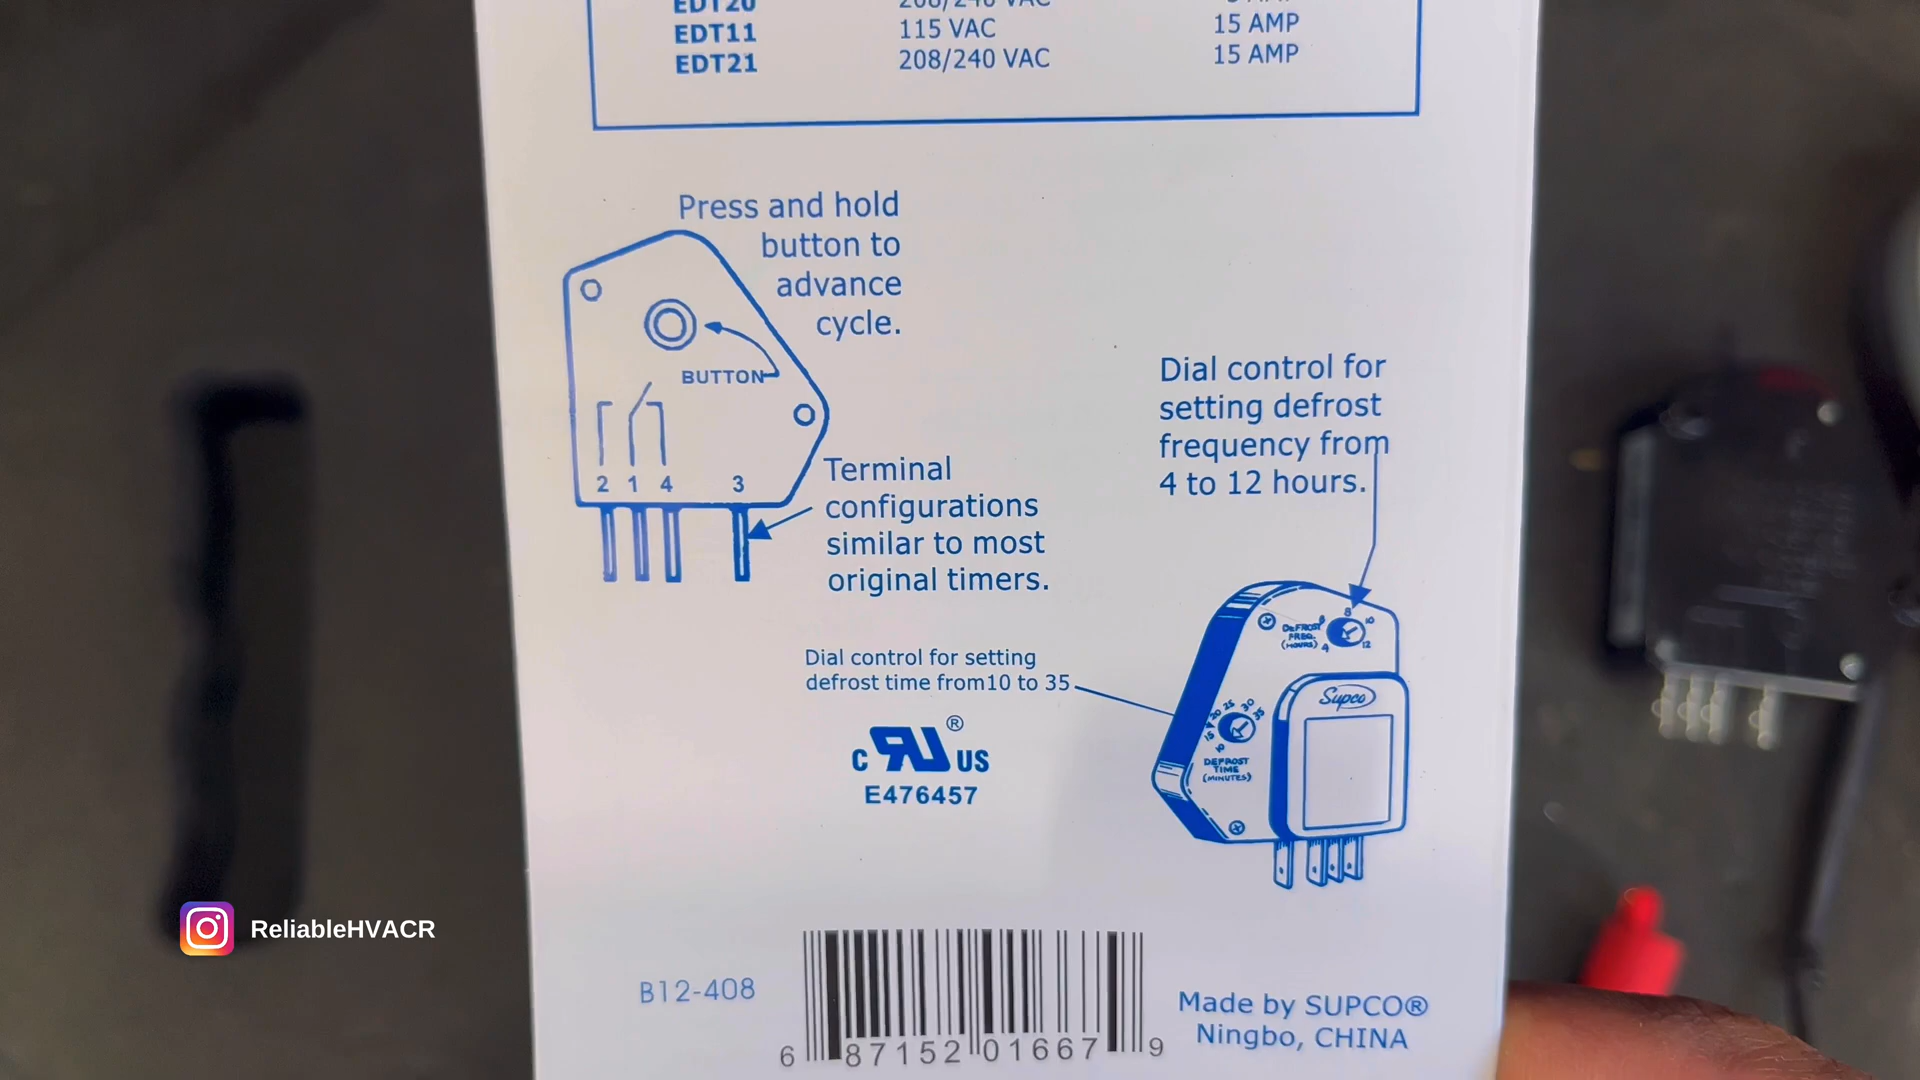 EDT20 208/240 VAC
EDT11 115 VAC 15 AMP
EDT21 208/240 VAC 15 AMP
Press and hold
button to
advance
cycle.
BUTTON
2 1 4 3
Terminal
configurations
similar to most
original timers.
Dial control for
setting defrost
frequency from
4 to 12 hours.
DEFROST
FREQ.
(HOURS)
4 6 8 10 12
Dial control for setting
defrost time from10 to 35
10 15 20 25 30 35
DEFROST
TIME
(MINUTES)
Supco
C RU US ®
E476457
ReliableHVACR
B12-408
6 87152 01667 9
Made by SUPCO®
Ningbo, CHINA